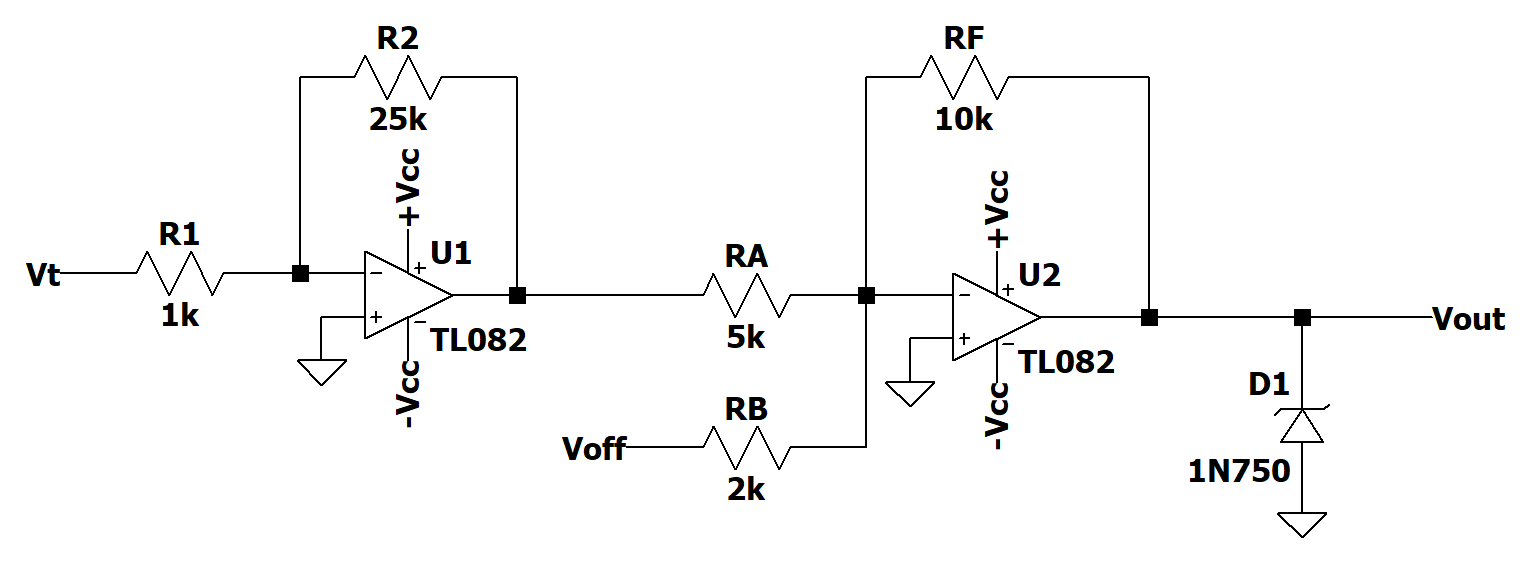 R2
25k
RF
10k
+Vcc
+Vcc
R1
Vt
1k
U1
TL082
-Vcc
RA
5k
U2
TL082
-Vcc
Vout
RB
Voff
2k
D1
1N750